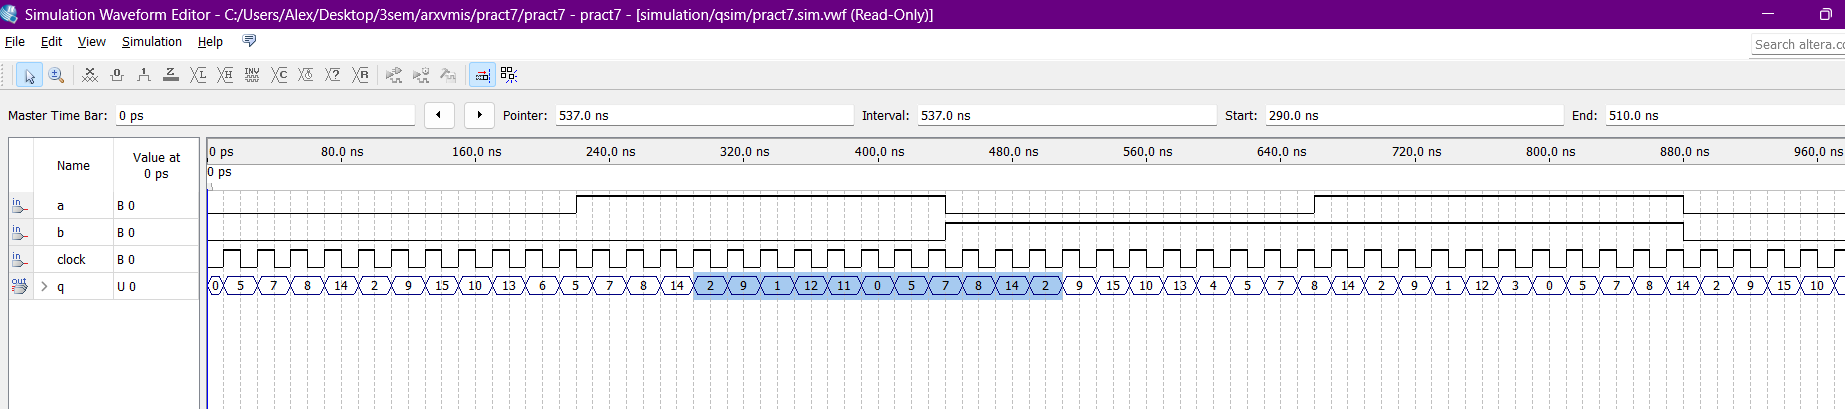 Simulation Waveform Editor - C:/Users/Alex/Desktop/3sem/arxvmis/pract7/pract7 - pract7 - [simulation/qsim/pract7.sim.vwf (Read-Only)]
File Edit View Simulation Help
Search altera.co
Master Time Bar: 0 ps Pointer: 537.0 ns Interval: 537.0 ns Start: 290.0 ns End: 510.0 ns
Name Value at 0 ps
0 ps 80.0 ns 160.0 ns 240.0 ns 320.0 ns 400.0 ns 480.0 ns 560.0 ns 640.0 ns 720.0 ns 800.0 ns 880.0 ns 960.0 ns
0 ps
in a B 0
in b B 0
in clock B 0
out > q U 0 0 5 7 8 14 2 9 15 10 13 6 5 7 8 14 2 9 1 12 11 0 5 7 8 14 2 9 15 10 13 4 5 7 8 14 2 9 1 12 3 0 5 7 8 14 2 9 15 10